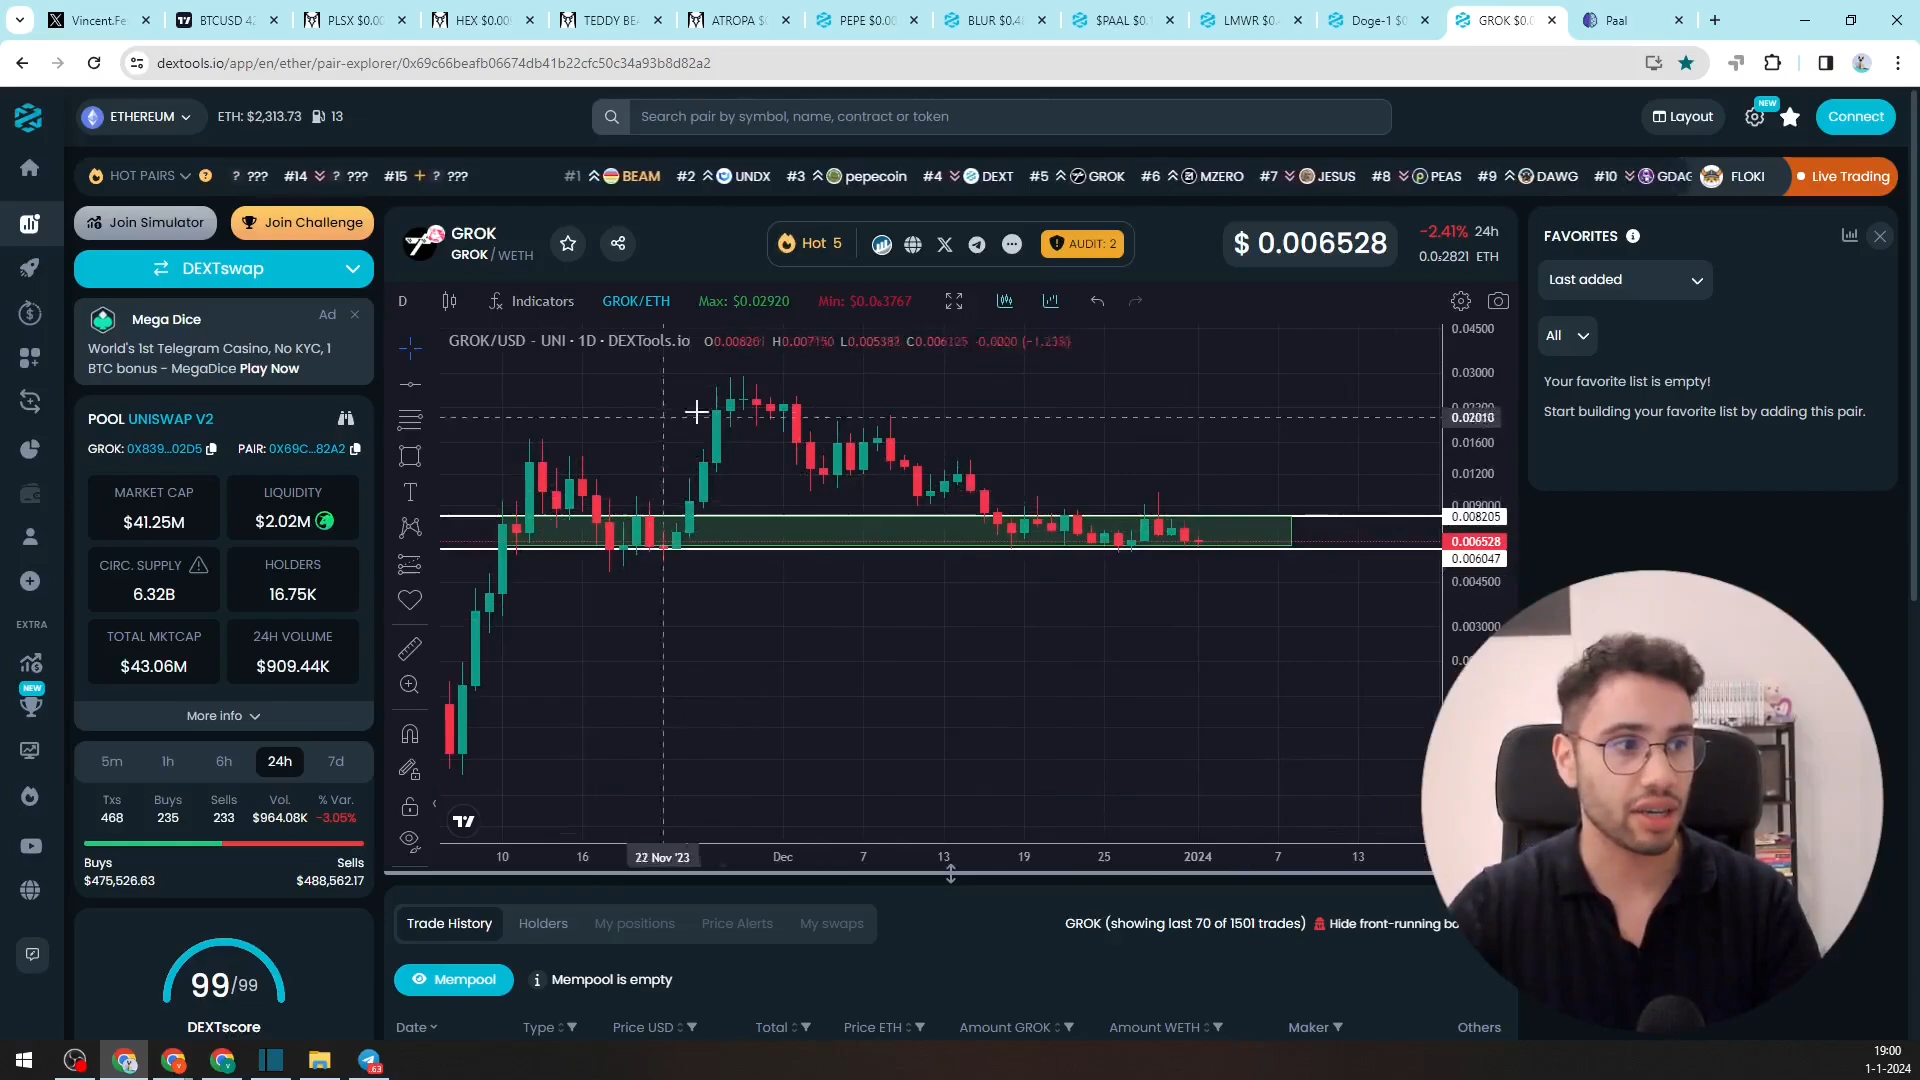 Vincent.Fe
BTCUSD 42
PLSX $0.00
HEX $0.00
TEDDY BE
ATROPA $
PEPE $0.00
BLUR $0.4
$PAAL $0.
LMWR $0.
Doge-1 $0
GROK $0.0
Paal
dextools.io/app/en/ether/pair-explorer/0x69c66beafb06674db41b22cfc50c34a93b8d82a2
ETHEREUM
ETH: $2,313.73
13
Search pair by symbol, name, contract or token
Layout
NEW
Connect
HOT PAIRS
? ???
#14 ? ???
#15 ? ???
#1 BEAM
#2 UNDX
#3 pepecoin
#4 DEXT
#5 GROK
#6 MZERO
#7 JESUS
#8 PEAS
#9 DAWG
#10 GDAG
FLOKI
Live Trading
Join Simulator
Join Challenge
DEXTswap
Mega Dice
Ad
World's 1st Telegram Casino, No KYC, 1
BTC bonus - MegaDice Play Now
POOL UNISWAP V2
GROK: 0X839...02D5
PAIR: 0X69C...82A2
MARKET CAP
$41.25M
LIQUIDITY
$2.02M
CIRC. SUPPLY
6.32B
HOLDERS
16.75K
TOTAL MKTCAP
$43.06M
24H VOLUME
$909.44K
More info
EXTRA
NEW
5m 1h 6h 24h 7d
Txs Buys Sells Vol. % Var.
468 235 233 $964.08K -3.05%
Buys Sells
$475,526.63 $488,562.17
99/99
DEXTscore
GROK
GROK / WETH
Hot 5
AUDIT: 2
$ 0.006528
-2.41% 24h
0.0₅2821 ETH
D
Indicators
GROK/ETH
Max: $0.02920
Min: $0.0₆3767
GROK/USD - UNI · 1D · DEXTools.io
0.04500
0.03000
0.02010
0.01600
0.01200
0.008205
0.006528
0.006047
0.004500
0.003000
10 16 22 Nov '23 Dec 7 13 19 25 2024 7 13
Trade History
Holders
My positions
Price Alerts
My swaps
GROK (showing last 70 of 1501 trades)
Hide front-running bo
Mempool
Mempool is empty
Date Type Price USD Total Price ETH Amount GROK Amount WETH Maker Others
FAVORITES
Last added
All
Your favorite list is empty!
Start building your favorite list by adding this pair.
63
19:00
1-1-2024